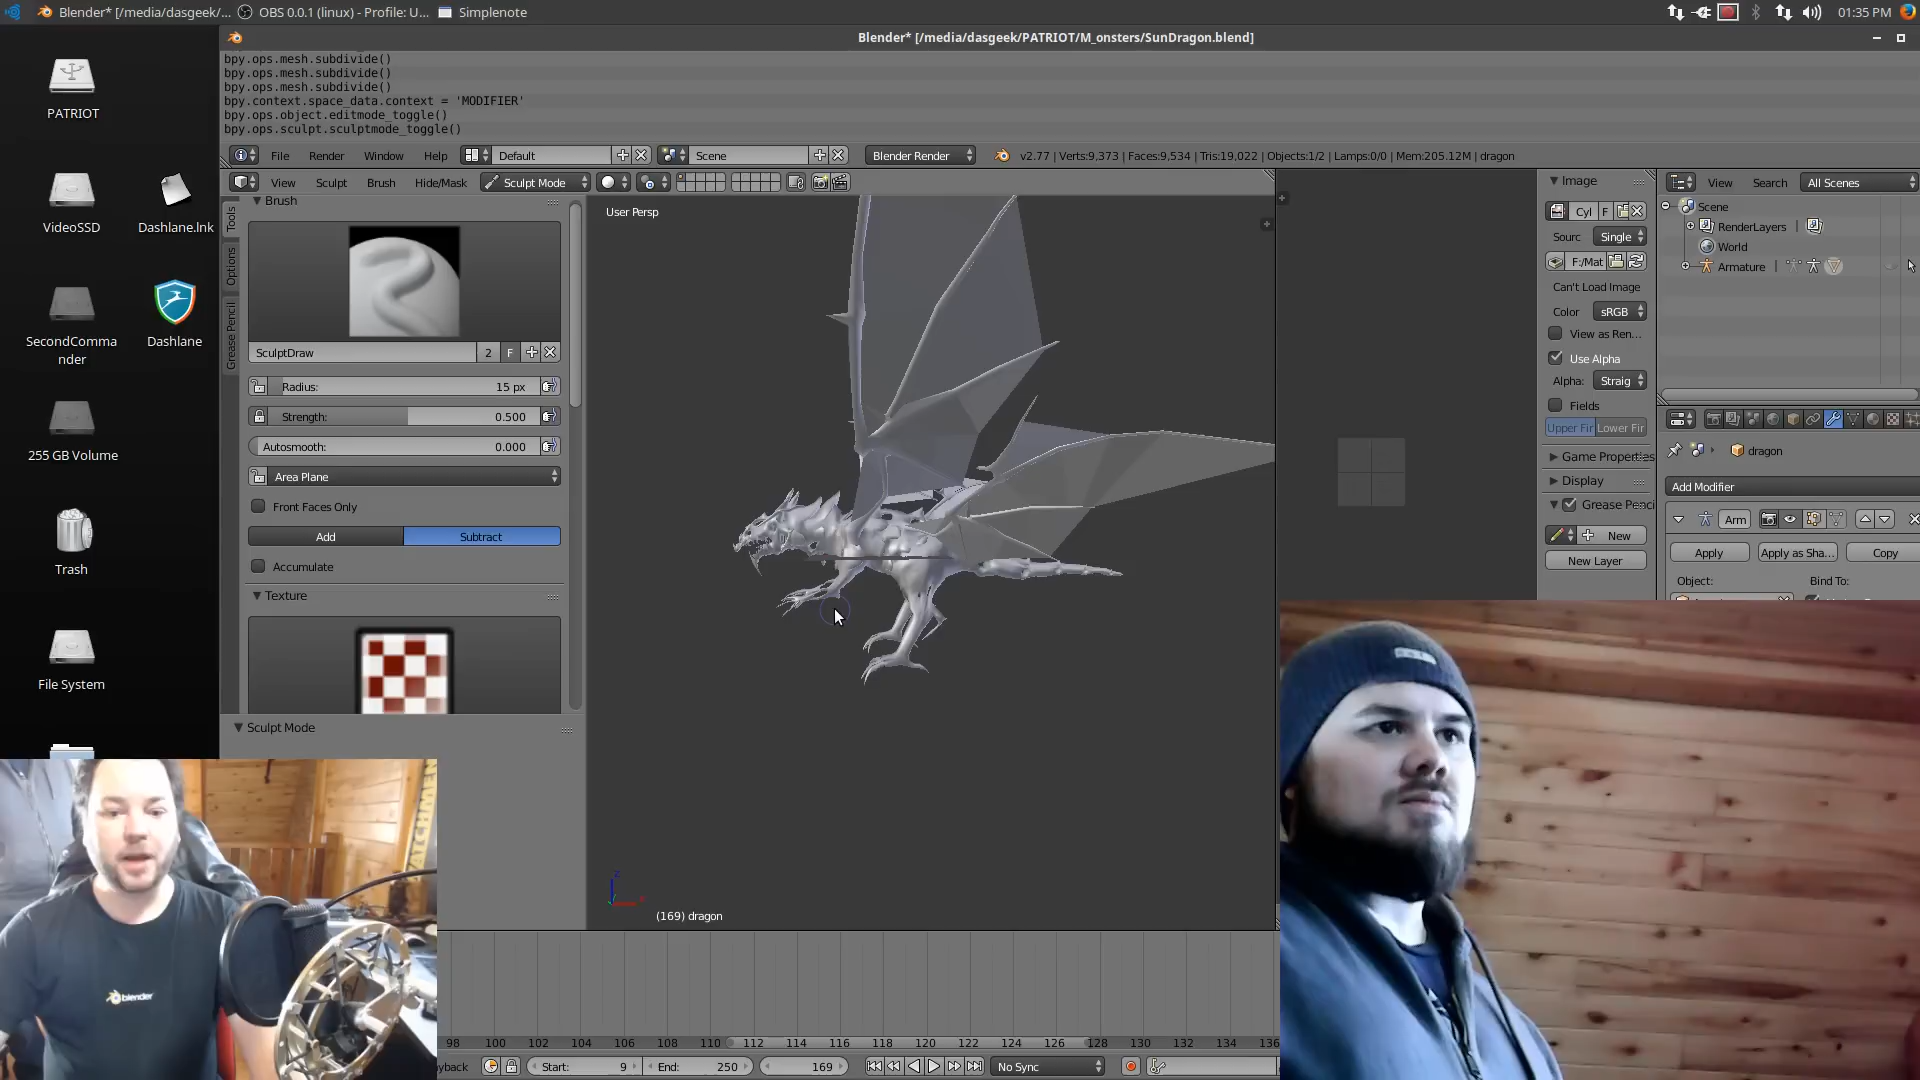 Blender* [/media/dasgeek/...
OBS 0.0.1 (linux) - Profile: U...
Simplenote
01:35 PM
Blender* [/media/dasgeek/PATRIOT/M_onsters/SunDragon.blend]
bpy.ops.mesh.subdivide()
bpy.ops.mesh.subdivide()
bpy.ops.mesh.subdivide()
bpy.context.space_data.context = 'MODIFIER'
bpy.ops.object.editmode_toggle()
bpy.ops.sculpt.sculptmode_toggle()
File Render Window Help Default Scene Blender Render v2.77 | Verts:9,373 | Faces:9,534 | Tris:19,022 | Objects:1/2 | Lamps:0/0 | Mem:205.12M | dragon
View Sculpt Brush Hide/Mask Sculpt Mode
PATRIOT
VideoSSD
Dashlane.lnk
SecondComma
nder
Dashlane
255 GB Volume
Trash
File System
Tools
Options
Grease Pencil
Brush
SculptDraw 2 F
Radius: 15 px
Strength: 0.500
Autosmooth: 0.000
Area Plane
Front Faces Only
Add Subtract
Accumulate
Texture
Sculpt Mode
User Persp
z
(169) dragon
Image
Cyl F
Sourc Single
F:/Mat
Can't Load Image
Color sRGB
View as Ren...
Use Alpha
Alpha: Straig
Fields
Upper Fir Lower Fir
Game Properties
Display
Grease Penci
New
New Layer
View Search All Scenes
Scene
RenderLayers
World
Armature
dragon
Add Modifier
Arm
Apply Apply as Sha... Copy
Object: Bind To:
blender
98 100 102 104 106 108 110 112 114 116 118 120 122 124 126 128 130 132 134 136
yback Start: 9 End: 250 169 No Sync